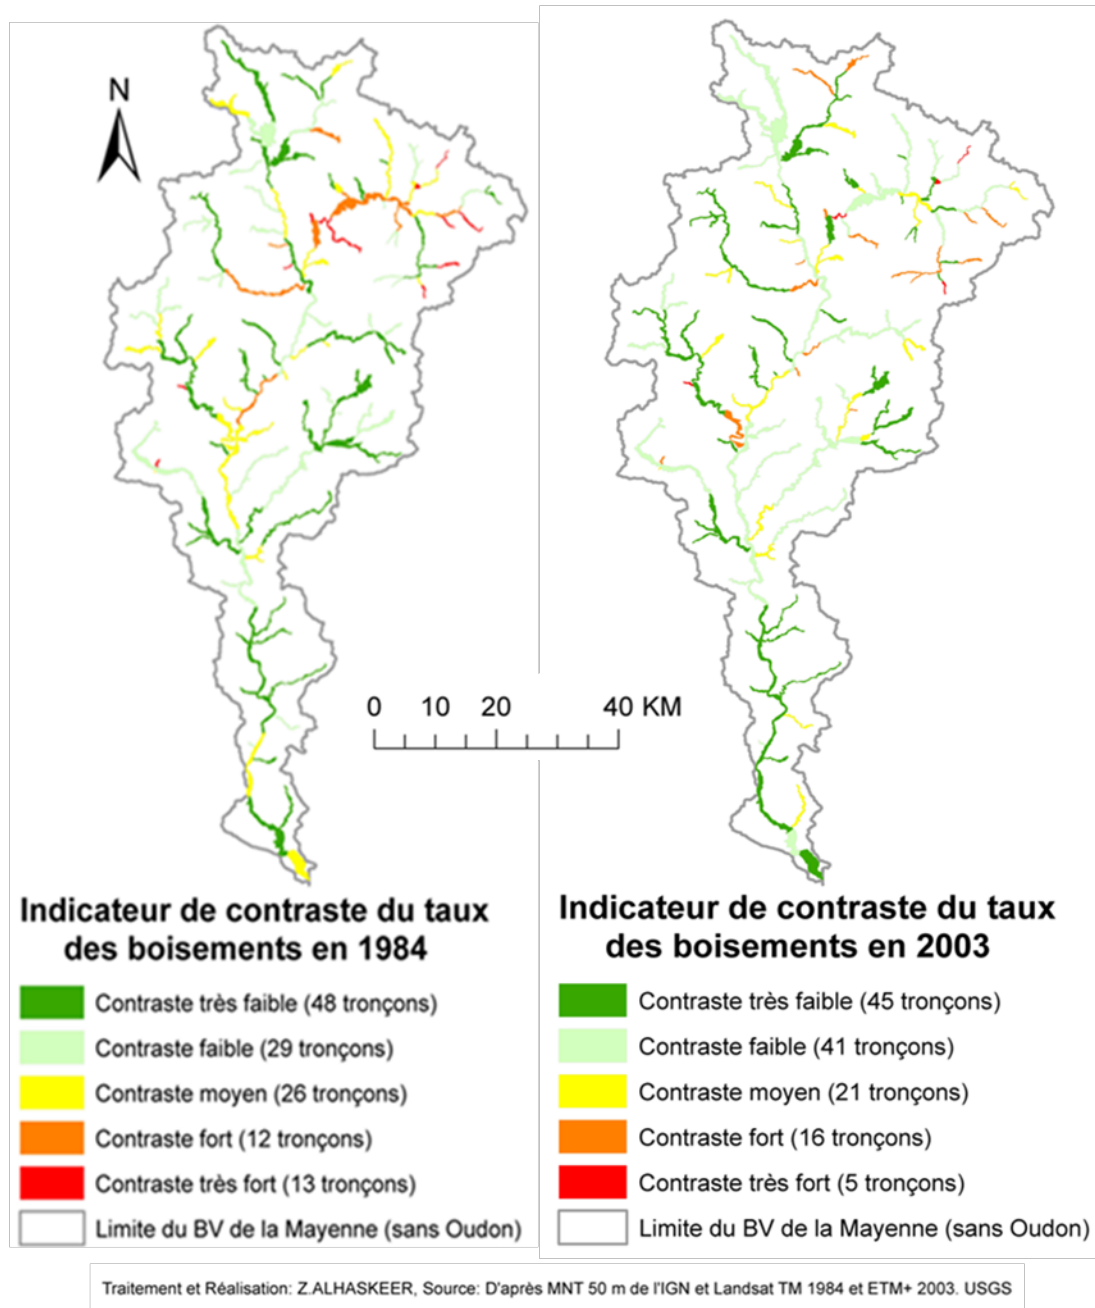 N
0 10 20 40 KM
Indicateur de contraste du taux
des boisements en 1984
Contraste très faible (48 tronçons)
Contraste faible (29 tronçons)
Contraste moyen (26 tronçons)
Contraste fort (12 tronçons)
Contraste très fort (13 tronçons)
Limite du BV de la Mayenne (sans Oudon)
Indicateur de contraste du taux
des boisements en 2003
Contraste très faible (45 tronçons)
Contraste faible (41 tronçons)
Contraste moyen (21 tronçons)
Contraste fort (16 tronçons)
Contraste très fort (5 tronçons)
Limite du BV de la Mayenne (sans Oudon)
Traitement et Réalisation: Z.ALHASKEER, Source: D'après MNT 50 m de l'IGN et Landsat TM 1984 et ETM+ 2003. USGS